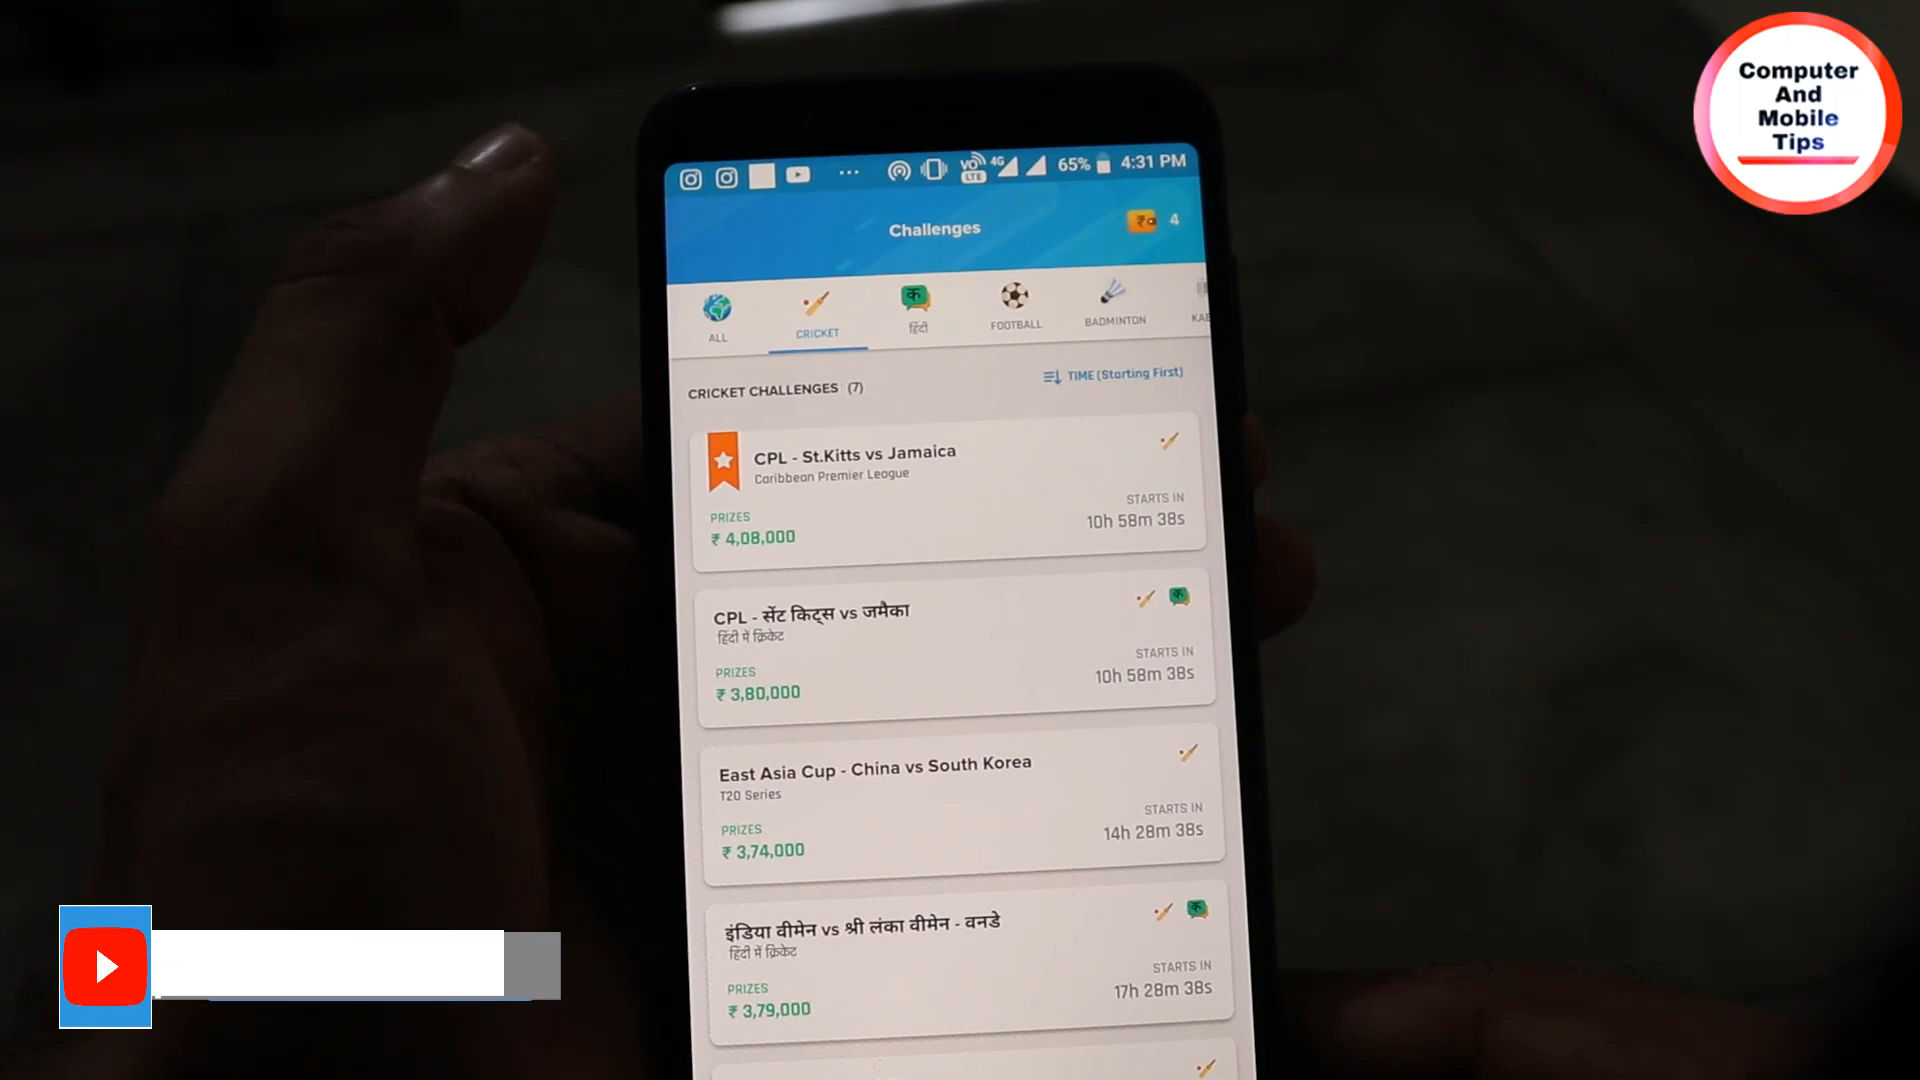 Computer
And
Mobile
Tips
VO LTE 4G 65% 4:31 PM
Challenges
₹ 4
ALL
CRICKET
क
हिंदी
FOOTBALL
BADMINTON
KAB
CRICKET CHALLENGES (7)
TIME (Starting First)
CPL - St.Kitts vs Jamaica
Caribbean Premier League
PRIZES
₹ 4,08,000
STARTS IN
10h 58m 38s
CPL - सेंट किट्स vs जमैका
हिंदी में क्रिकेट
क
PRIZES
₹ 3,80,000
STARTS IN
10h 58m 38s
East Asia Cup - China vs South Korea
T20 Series
PRIZES
₹ 3,74,000
STARTS IN
14h 28m 38s
इंडिया वीमेन vs श्री लंका वीमेन - वनडे
हिंदी में क्रिकेट
क
PRIZES
₹ 3,79,000
STARTS IN
17h 28m 38s